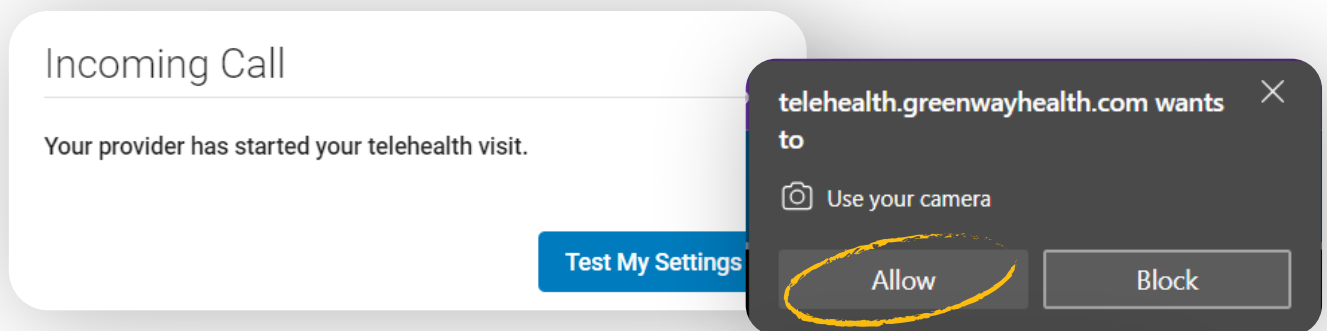 Incoming Call
Your provider has started your telehealth visit.
Test My Settings
telehealth.greenwayhealth.com wants
to
Use your camera
Allow
Block